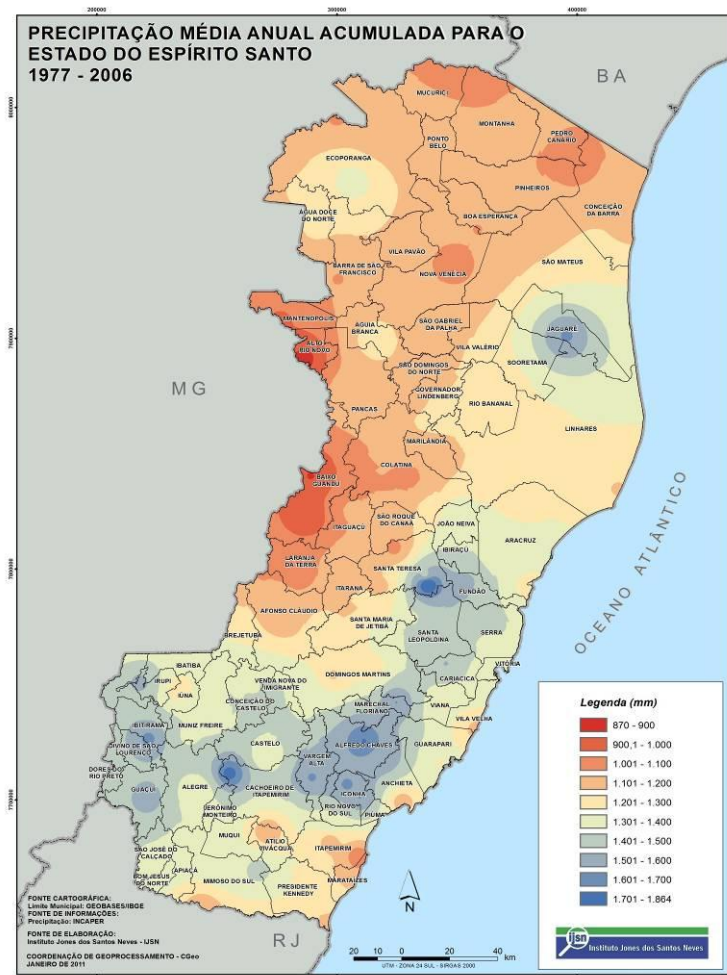 PRECIPITAÇÃO MÉDIA ANUAL ACUMULADA PARA O
ESTADO DO ESPÍRITO SANTO
1977 - 2006
200000
300000
400000
BA
MG
RJ
OCEANO ATLÂNTICO
MUCURICI
MONTANHA
PEDRO
CANÁRIO
PONTO
BELO
ECOPORANGA
PINHEIROS
CONCEIÇÃO
DA BARRA
ÁGUA DOCE
DO NORTE
BOA ESPERANÇA
VILA PAVÃO
BARRA DE SÃO
FRANCISCO
NOVA VENÉCIA
SÃO MATEUS
MANTENÓPOLIS
ÁGUIA
BRANCA
SÃO GABRIEL
DA PALHA
JAGUARÉ
ALTO
RIO NOVO
VILA VALÉRIO
SOORETAMA
SÃO DOMINGOS
DO NORTE
GOVERNADOR
LINDENBERG
RIO BANANAL
PANCAS
LINHARES
MARILÂNDIA
COLATINA
BAIXO
GUANDU
SÃO ROQUE
DO CANAÃ
JOÃO NEIVA
ITAGUAÇU
ARACRUZ
IBIRAÇU
LARANJA
DA TERRA
SANTA TERESA
ITARANA
FUNDÃO
AFONSO CLÁUDIO
SANTA MARIA
DE JETIBÁ
BREJETUBA
SANTA
LEOPOLDINA
SERRA
IBATIBA
VITÓRIA
IRUPI
IÚNA
VENDA NOVA DO
IMIGRANTE
DOMINGOS MARTINS
CARIACICA
CONCEIÇÃO DO
CASTELO
MARECHAL
FLORIANO
VIANA
VILA VELHA
IBITIRAMA
MUNIZ FREIRE
DIVINO DE SÃO
LOURENÇO
CASTELO
ALFREDO CHAVES
GUARAPARI
VARGEM
ALTA
DORES DO
RIO PRETO
GUAÇUÍ
ALEGRE
CACHOEIRO DE
ITAPEMIRIM
ICONHA
ANCHIETA
JERÔNIMO
MONTEIRO
RIO NOVO
DO SUL
PIÚMA
MUQUI
ATÍLIO
VIVÁCQUA
ITAPEMIRIM
SÃO JOSÉ DO
CALÇADO
APIACÁ
BOM JESUS
DO NORTE
MIMOSO DO SUL
PRESIDENTE
KENNEDY
MARATAÍZES
Legenda (mm)
870 - 900
900,1 - 1.000
1.001 - 1.100
1.101 - 1.200
1.201 - 1.300
1.301 - 1.400
1.401 - 1.500
1.501 - 1.600
1.601 - 1.700
1.701 - 1.864
ijsn
Instituto Jones dos Santos Neves
N
20 10 0 20 40
km
UTM - ZONA 24 SUL - SIRGAS 2000
FONTE CARTOGRÁFICA:
Limite Municipal: GEOBASES/IBGE
FONTE DE INFORMAÇÕES:
Precipitação: INCAPER
FONTE DE ELABORAÇÃO:
Instituto Jones dos Santos Neves - IJSN
COORDENAÇÃO DE GEOPROCESSAMENTO - CGeo
JANEIRO DE 2011